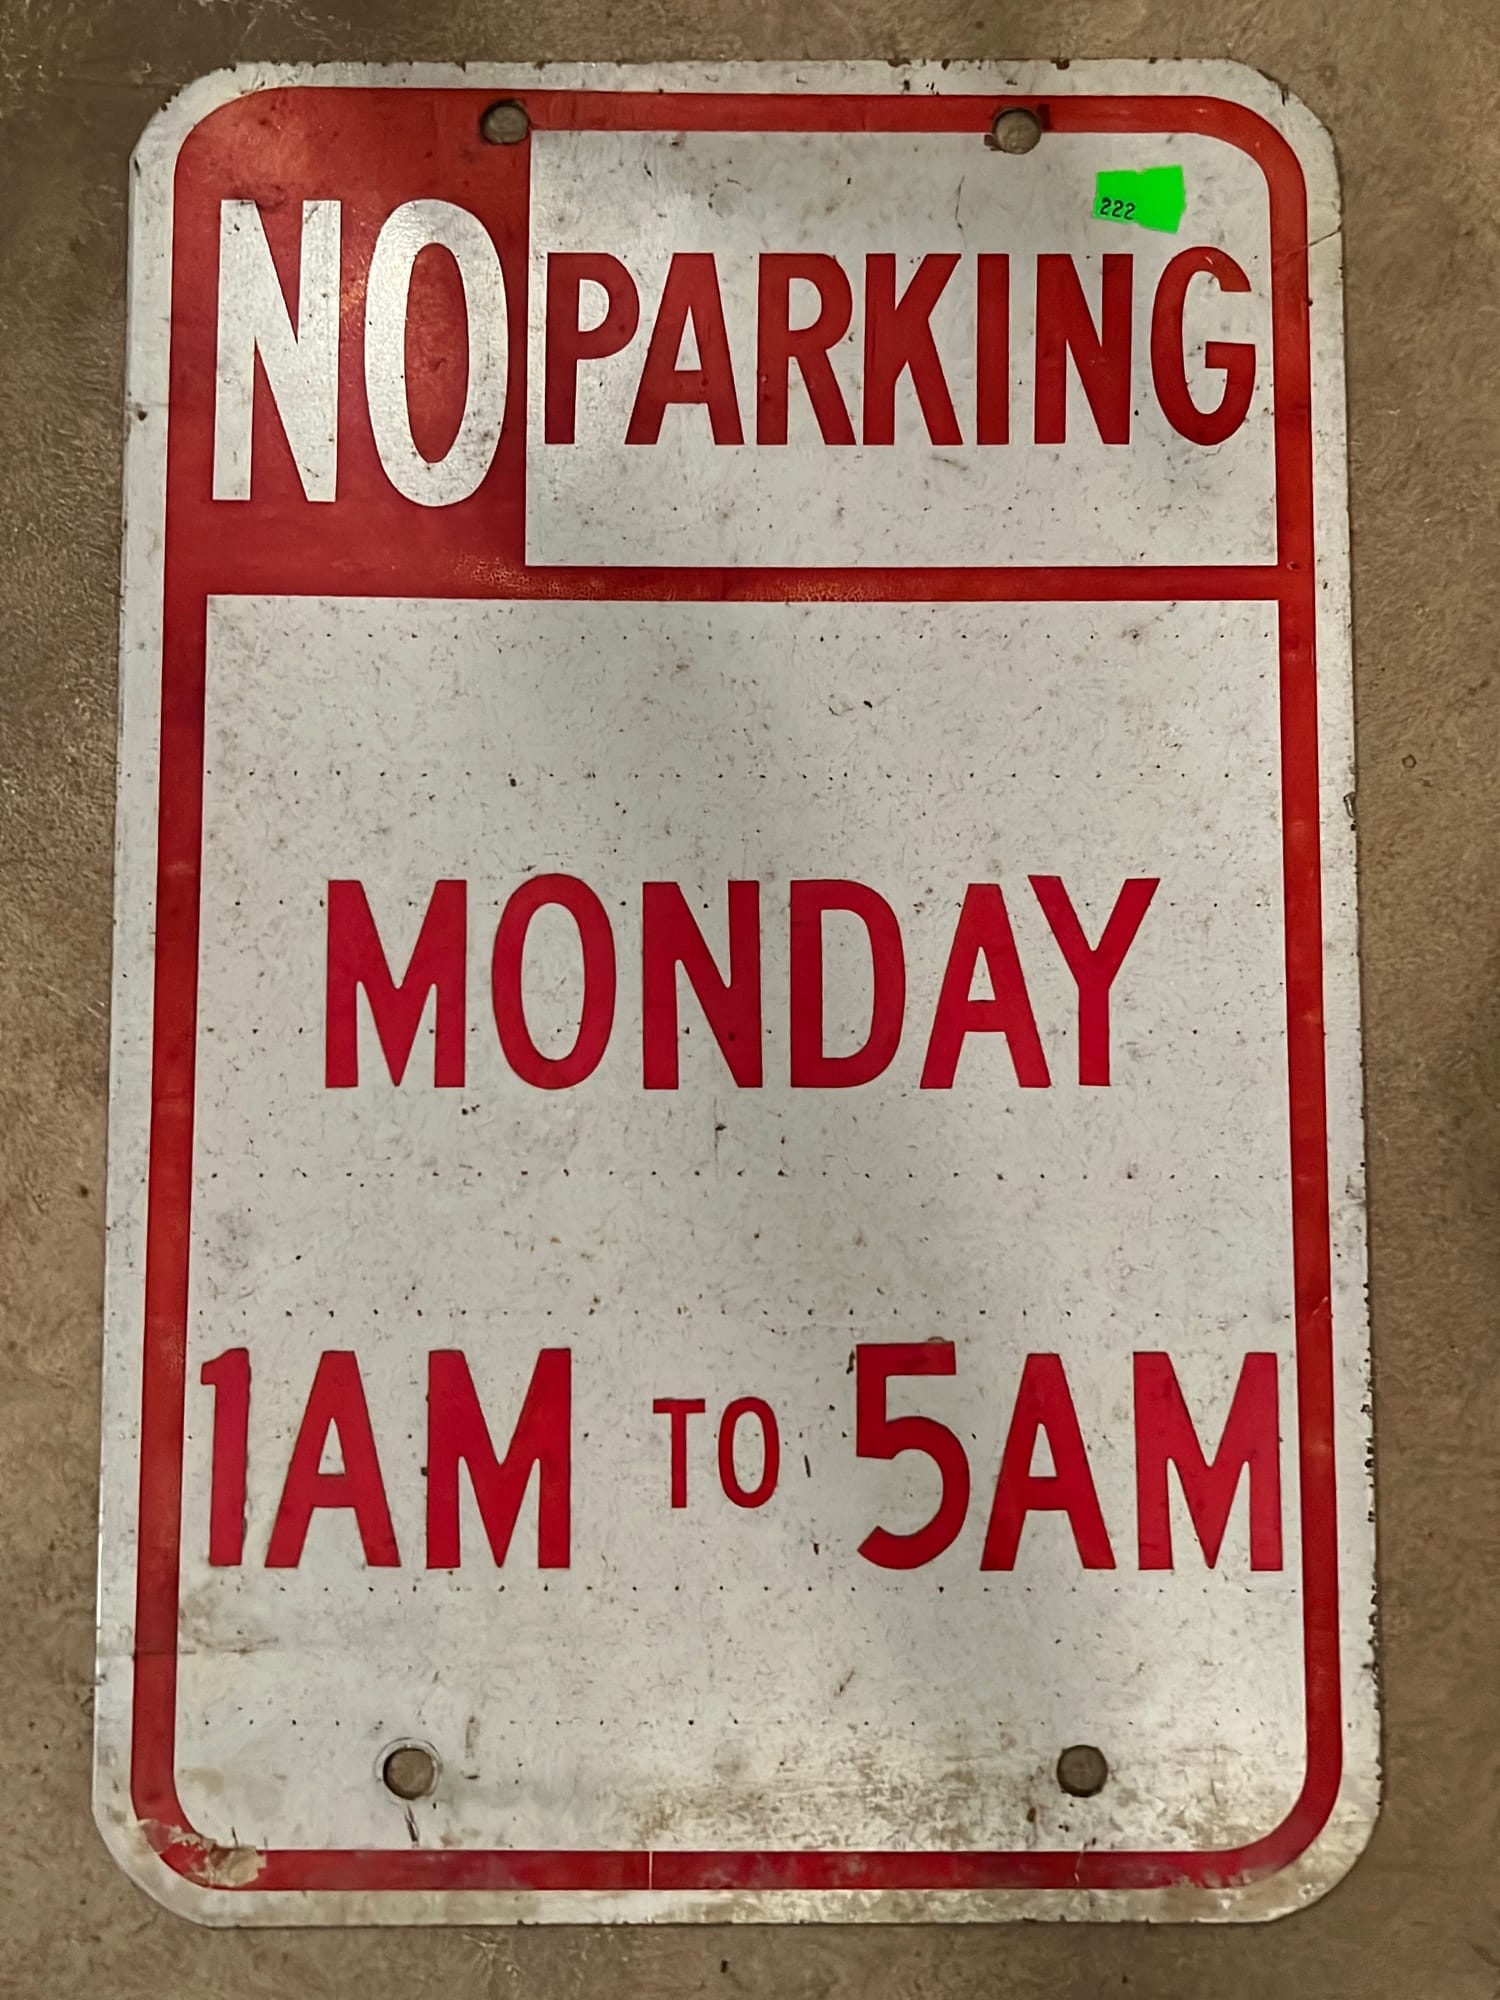 222
NO PARKING
MONDAY
1AM TO 5AM